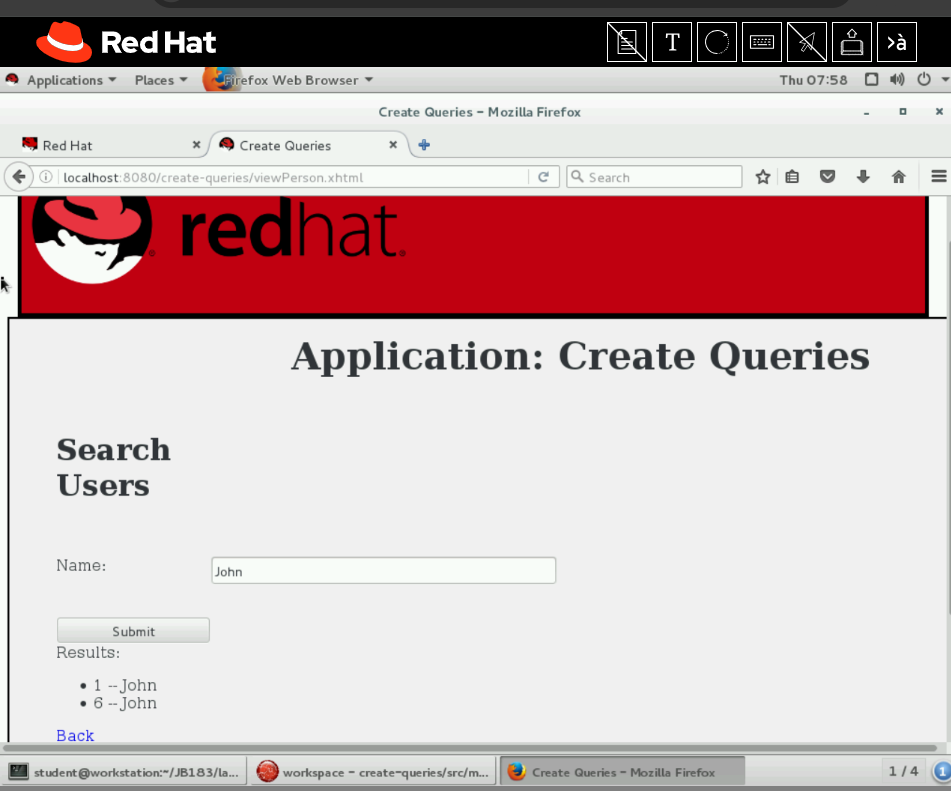 Red Hat
T
>à
Applications Places Firefox Web Browser Thu 07:58
Create Queries - Mozilla Firefox
Red Hat Create Queries
localhost:8080/create-queries/viewPerson.xhtml Search
redhat.
Application: Create Queries
Search
Users
Name: John
Submit
Results:
1 --John
6 --John
Back
student@workstation:~/JB183/la... workspace - create-queries/src/m... Create Queries - Mozilla Firefox 1 / 4 1